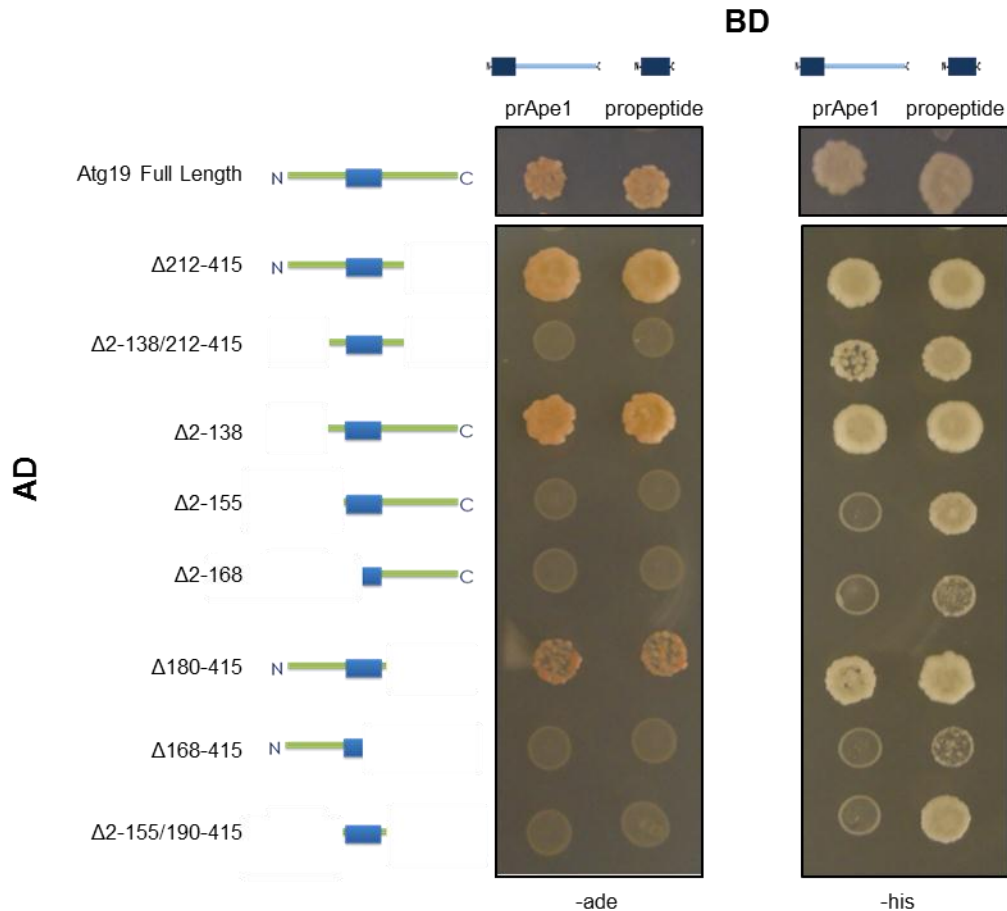 BD
prApe1 propeptide prApe1 propeptide
Atg19 Full Length N C
Δ212-415 N
Δ2-138/212-415
Δ2-138 C
AD
Δ2-155 C
Δ2-168 C
Δ180-415 N
Δ168-415 N
Δ2-155/190-415
-ade -his